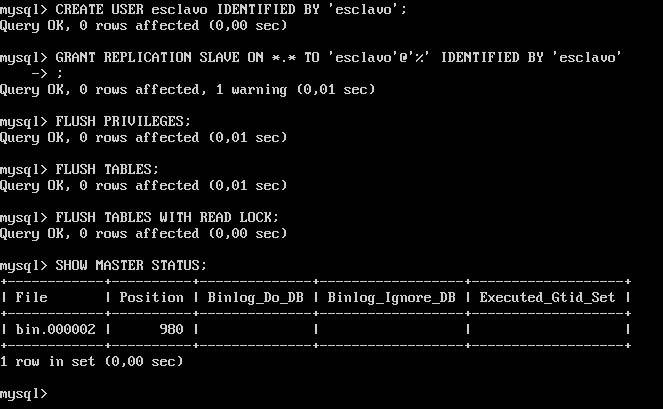 mysql> CREATE USER esclavo IDENTIFIED BY 'esclavo';
Query OK, 0 rows affected (0,00 sec)
mysql> GRANT REPLICATION SLAVE ON *.* TO 'esclavo'@'%' IDENTIFIED BY 'esclavo'
    -> ;
Query OK, 0 rows affected, 1 warning (0,01 sec)
mysql> FLUSH PRIVILEGES;
Query OK, 0 rows affected (0,01 sec)
mysql> FLUSH TABLES;
Query OK, 0 rows affected (0,01 sec)
mysql> FLUSH TABLES WITH READ LOCK;
Query OK, 0 rows affected (0,00 sec)
mysql> SHOW MASTER STATUS;
+------------+----------+--------------+------------------+-------------------+
| File       | Position | Binlog_Do_DB | Binlog_Ignore_DB | Executed_Gtid_Set |
+------------+----------+--------------+------------------+-------------------+
| bin.000002 |      980 |              |                  |                   |
+------------+----------+--------------+------------------+-------------------+
1 row in set (0,00 sec)
mysql>